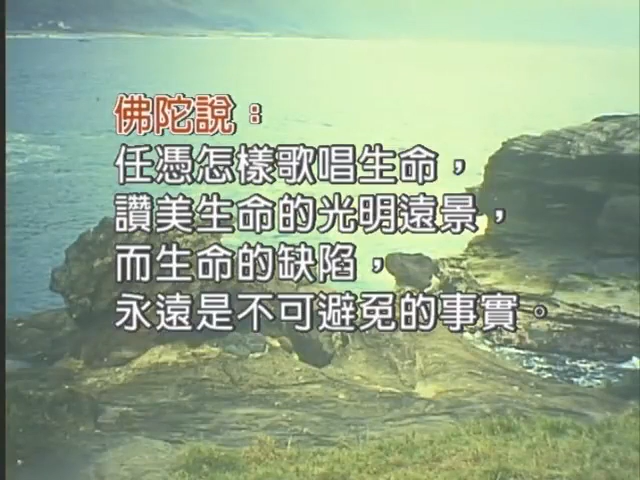 佛陀說：
任憑怎樣歌唱生命，
讚美生命的光明遠景，
而生命的缺陷，
永遠是不可避免的事實。